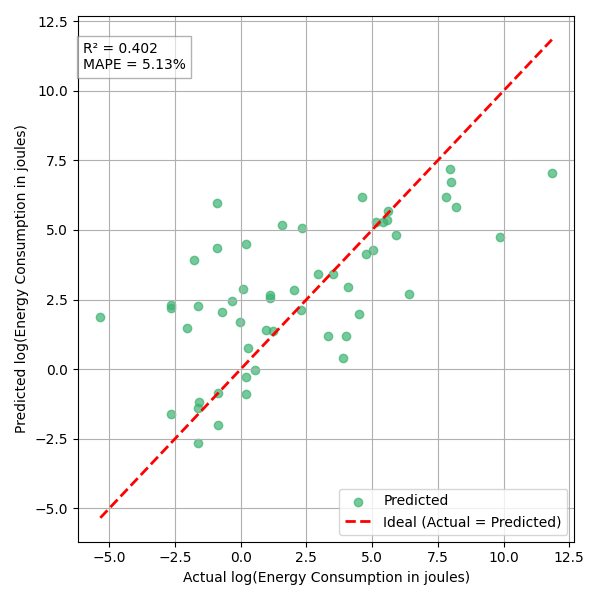 12.5
10.0
7.5
5.0
2.5
0.0
−2.5
−5.0
Predicted log(Energy Consumption in joules)
R² = 0.402
MAPE = 5.13%
Predicted
Ideal (Actual = Predicted)
−5.0 −2.5 0.0 2.5 5.0 7.5 10.0 12.5
Actual log(Energy Consumption in joules)